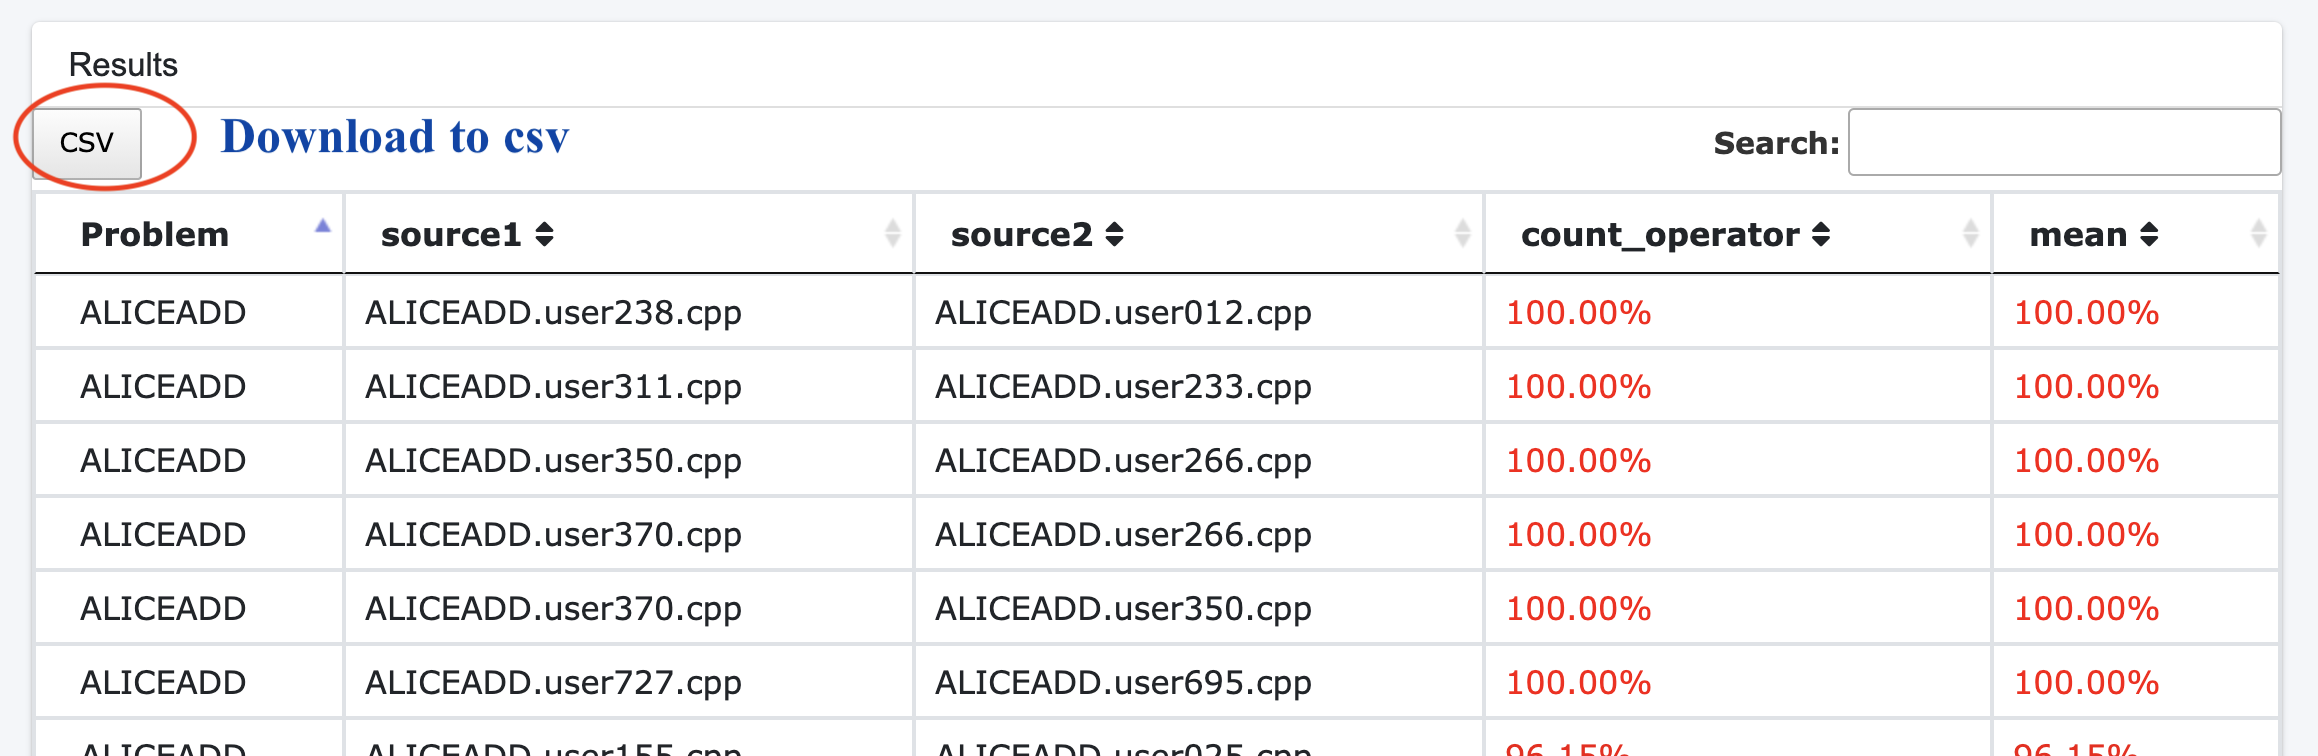 Results
CSV Download to csv Search:
Problem source1 source2 count_operator mean
ALICEADD ALICEADD.user238.cpp ALICEADD.user012.cpp 100.00% 100.00%
ALICEADD ALICEADD.user311.cpp ALICEADD.user233.cpp 100.00% 100.00%
ALICEADD ALICEADD.user350.cpp ALICEADD.user266.cpp 100.00% 100.00%
ALICEADD ALICEADD.user370.cpp ALICEADD.user266.cpp 100.00% 100.00%
ALICEADD ALICEADD.user370.cpp ALICEADD.user350.cpp 100.00% 100.00%
ALICEADD ALICEADD.user727.cpp ALICEADD.user695.cpp 100.00% 100.00%
ALICEADD ALICEADD.user155.cpp ALICEADD.user025.cpp 96.15% 96.15%